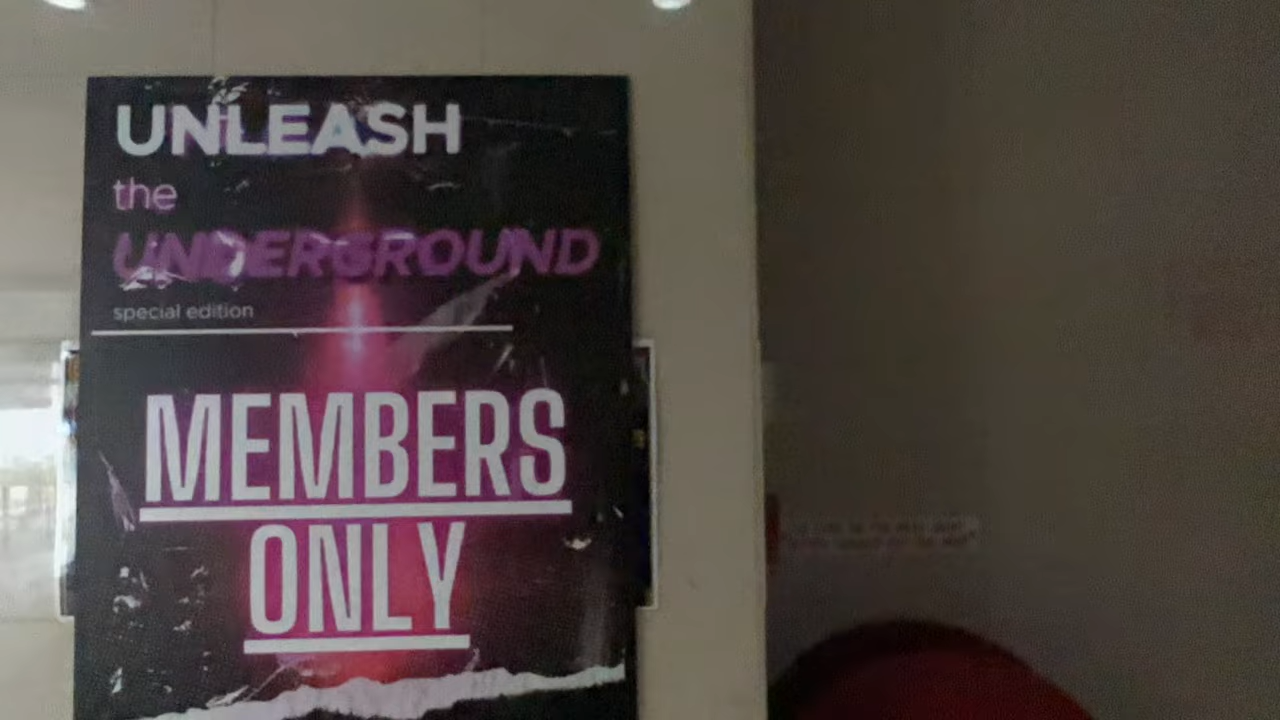 UNLEASH
the
UNDERGROUND
special edition
MEMBERS
ONLY